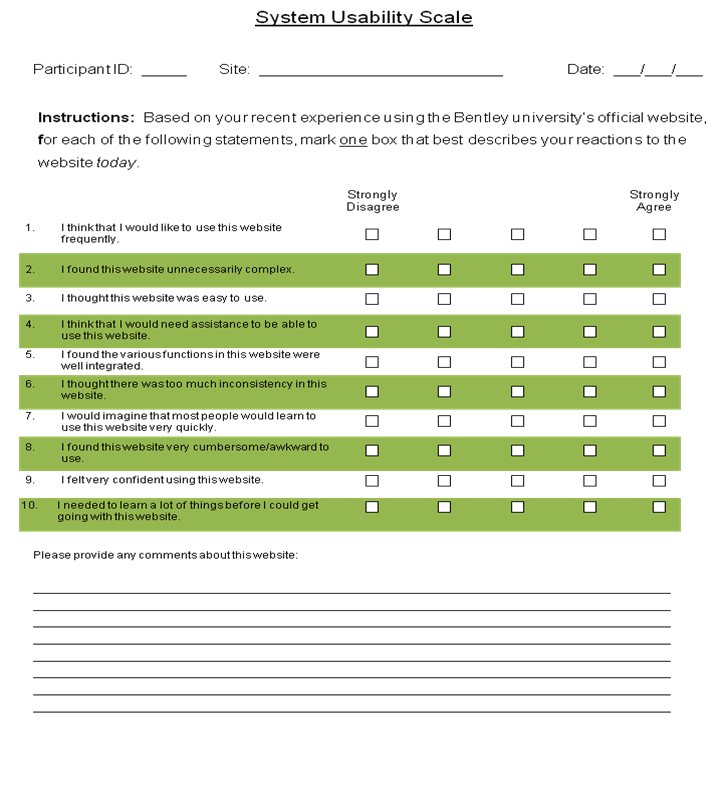 System Usability Scale
Participant ID: _____ Site: ___________________________ Date: ___/___/___
Instructions: Based on your recent experience using the Bentley university's official website,
for each of the following statements, mark one box that best describes your reactions to the
website today.
Strongly Strongly
Disagree Agree
1. I think that I would like to use this website
frequently.
2. I found this website unnecessarily complex.
3. I thought this website was easy to use.
4. I think that I would need assistance to be able to
use this website.
5. I found the various functions in this website were
well integrated.
6. I thought there was too much inconsistency in this
website.
7. I would imagine that most people would learn to
use this website very quickly.
8. I found this website very cumbersome/awkward to
use.
9. I felt very confident using this website.
10. I needed to learn a lot of things before I could get
going with this website.
Please provide any comments about this website: